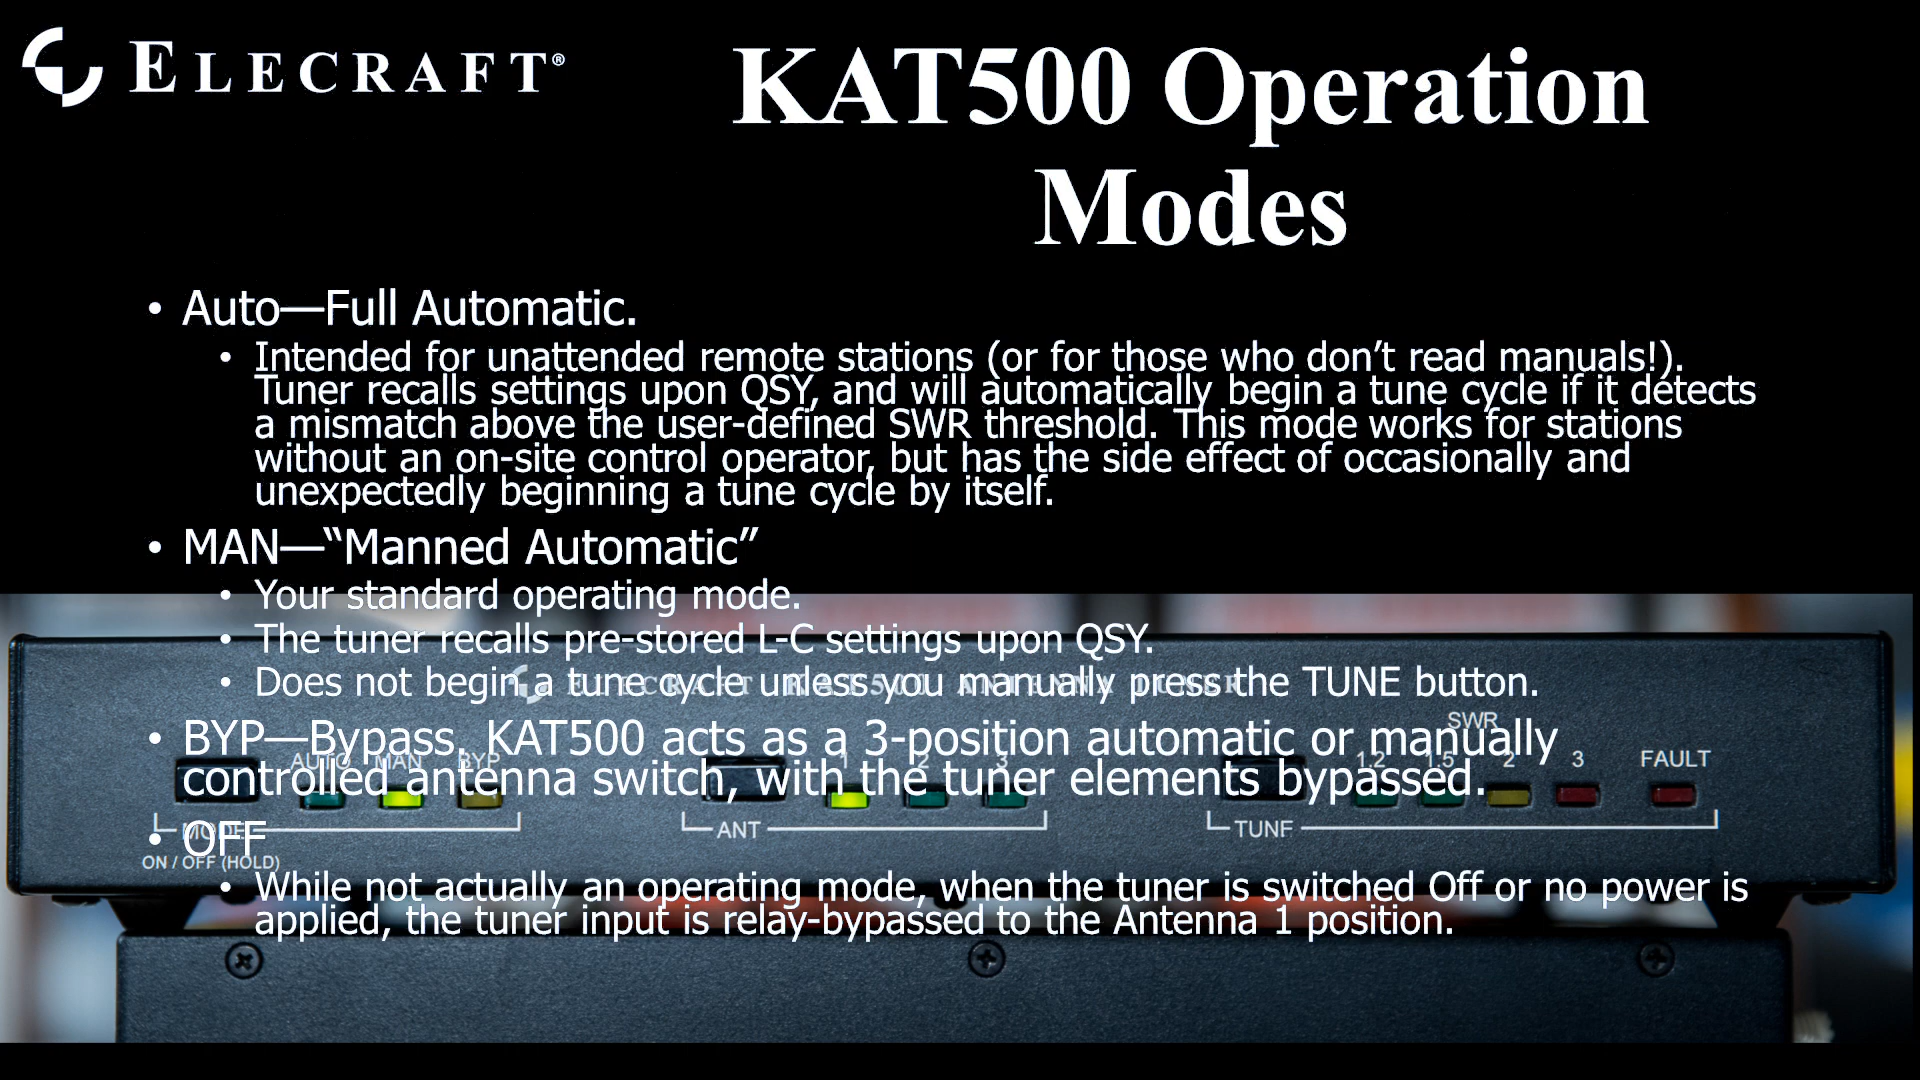 ELECRAFT®
KAT500 Operation
Modes
• Auto—Full Automatic.
• Intended for unattended remote stations (or for those who don’t read manuals!).
Tuner recalls settings upon QSY, and will automatically begin a tune cycle if it detects
a mismatch above the user-defined SWR threshold. This mode works for stations
without an on-site control operator, but has the side effect of occasionally and
unexpectedly beginning a tune cycle by itself.
• MAN—“Manned Automatic”
• Your standard operating mode.
• The tuner recalls pre-stored L-C settings upon QSY.
• Does not begin a tune cycle unless you manually press the TUNE button.
ELECRAFT KAT500 ANTENNA TUNER
• BYP—Bypass. KAT500 acts as a 3-position automatic or manually
controlled antenna switch, with the tuner elements bypassed.
SWR
AUTO MAN BYP 1 2 3 1.2 1.5 2 3 FAULT
MODE ANT TUNE
• OFF
ON / OFF (HOLD)
• While not actually an operating mode, when the tuner is switched Off or no power is
applied, the tuner input is relay-bypassed to the Antenna 1 position.